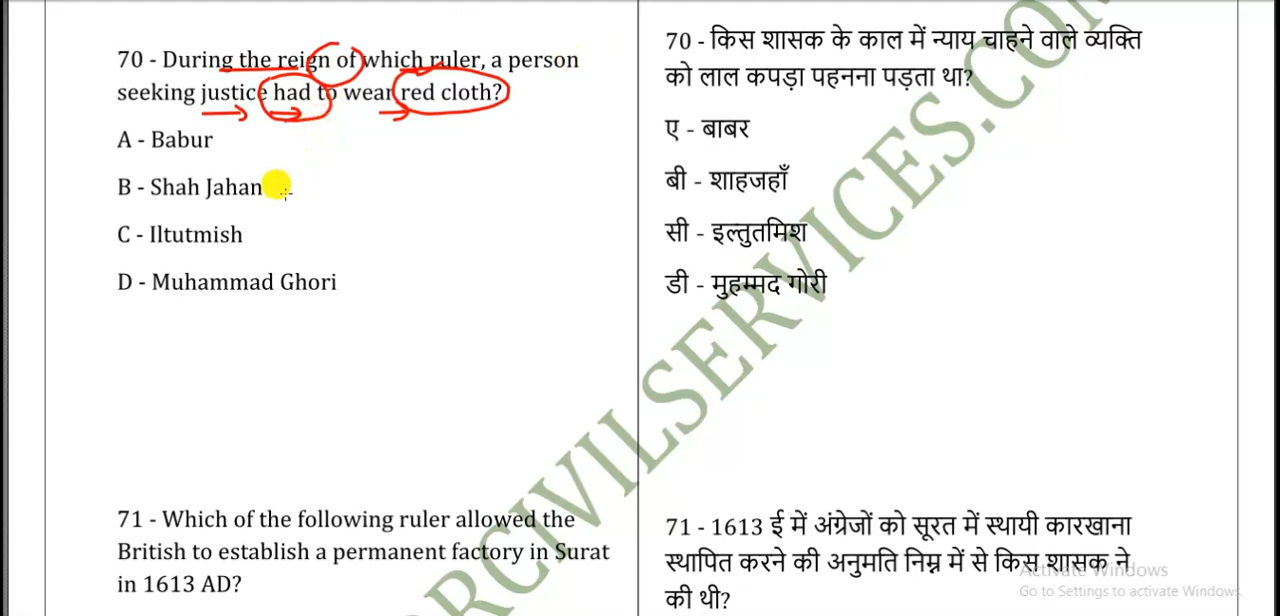 70 - During the reign of which ruler, a person
seeking justice had to wear red cloth?
A - Babur
B - Shah Jahan
C - Iltutmish
D - Muhammad Ghori
71 - Which of the following ruler allowed the
British to establish a permanent factory in Surat
in 1613 AD?
70 - किस शासक के काल में न्याय चाहने वाले व्यक्ति
को लाल कपड़ा पहनना पड़ता था?
ए - बाबर
बी - शाहजहाँ
सी - इल्तुतमिश
डी - मुहम्मद गोरी
71 - 1613 ई में अंग्रेजों को सूरत में स्थायी कारखाना
स्थापित करने की अनुमति निम्न में से किस शासक ने
की थी?
RCIVILSERVICES.COM
Activate Windows
Go to Settings to activate Windows.